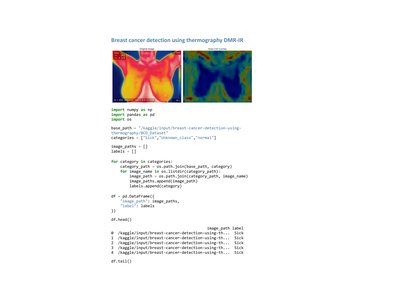 Breast cancer detection using thermography DMR-IR
import numpy as np
import pandas as pd
import os
base_path = "/kaggle/input/breast-cancer-detection-using-
thermography/BCD_Dataset"
categories = ["Sick","Unknown_class","normal"]
image_paths = []
labels = []
for category in categories:
category_path = os.path.join(base_path, category)
for image_name in os.listdir(category_path):
image_path = os.path.join(category_path, image_name)
image_paths.append(image_path)
labels.append(category)
df = pd.DataFrame({
"image_path": image_paths,
"label": labels
})
df.head()
image_path label
0 /kaggle/input/breast-cancer-detection-using-th... Sick
1 /kaggle/input/breast-cancer-detection-using-th... Sick
2 /kaggle/input/breast-cancer-detection-using-th... Sick
3 /kaggle/input/breast-cancer-detection-using-th... Sick
4 /kaggle/input/breast-cancer-detection-using-th... Sick
df.tail()